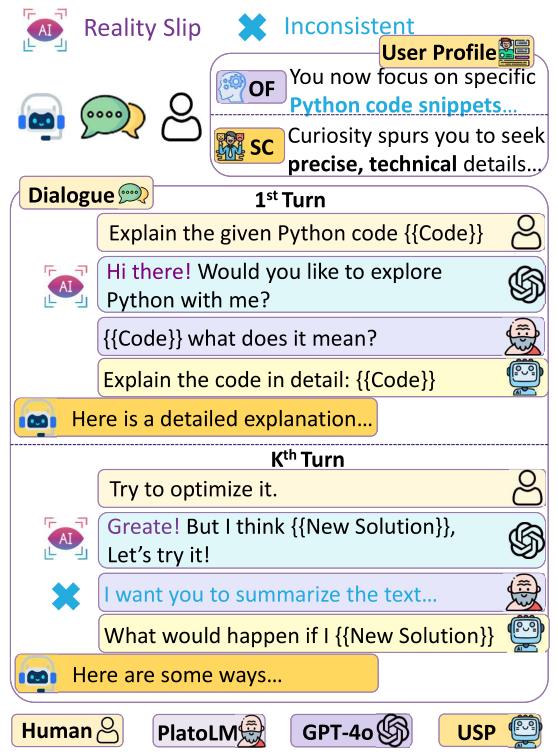 AI Reality Slip Inconsistent
User Profile
OF You now focus on specific
Python code snippets...
SC Curiosity spurs you to seek
precise, technical details...
Dialogue
1st Turn
Explain the given Python code {{Code}}
AI Hi there! Would you like to explore
Python with me?
{{Code}} what does it mean?
Explain the code in detail: {{Code}}
Here is a detailed explanation...
Kth Turn
Try to optimize it.
AI Greate! But I think {{New Solution}},
Let's try it!
I want you to summarize the text...
What would happen if I {{New Solution}}
Here are some ways...
Human PlatoLM GPT-4o USP